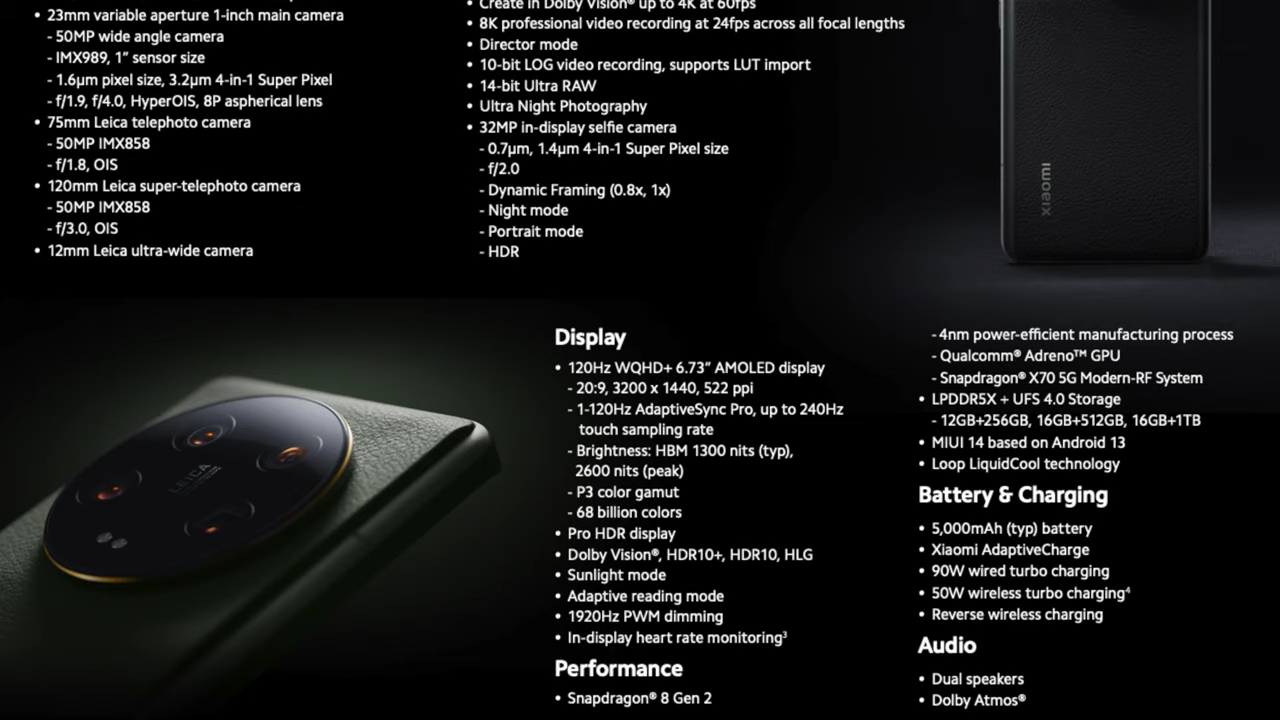 • 23mm variable aperture 1-inch main camera
- 50MP wide angle camera
- IMX989, 1” sensor size
- 1.6μm pixel size, 3.2μm 4-in-1 Super Pixel
- f/1.9, f/4.0, HyperOIS, 8P aspherical lens
• 75mm Leica telephoto camera
- 50MP IMX858
- f/1.8, OIS
• 120mm Leica super-telephoto camera
- 50MP IMX858
- f/3.0, OIS
• 12mm Leica ultra-wide camera
• Create in Dolby Vision® up to 4K at 60fps
• 8K professional video recording at 24fps across all focal lengths
• Director mode
• 10-bit LOG video recording, supports LUT import
• 14-bit Ultra RAW
• Ultra Night Photography
• 32MP in-display selfie camera
- 0.7μm, 1.4μm 4-in-1 Super Pixel size
- f/2.0
- Dynamic Framing (0.8x, 1x)
- Night mode
- Portrait mode
- HDR
xiaomi
LEICA
Display
• 120Hz WQHD+ 6.73” AMOLED display
- 20:9, 3200 x 1440, 522 ppi
- 1-120Hz AdaptiveSync Pro, up to 240Hz
touch sampling rate
- Brightness: HBM 1300 nits (typ),
2600 nits (peak)
- P3 color gamut
- 68 billion colors
• Pro HDR display
• Dolby Vision®, HDR10+, HDR10, HLG
• Sunlight mode
• Adaptive reading mode
• 1920Hz PWM dimming
• In-display heart rate monitoring³
Performance
• Snapdragon® 8 Gen 2
- 4nm power-efficient manufacturing process
- Qualcomm® Adreno™ GPU
- Snapdragon® X70 5G Modern-RF System
• LPDDR5X + UFS 4.0 Storage
- 12GB+256GB, 16GB+512GB, 16GB+1TB
• MIUI 14 based on Android 13
• Loop LiquidCool technology
Battery & Charging
• 5,000mAh (typ) battery
• Xiaomi AdaptiveCharge
• 90W wired turbo charging
• 50W wireless turbo charging⁴
• Reverse wireless charging
Audio
• Dual speakers
• Dolby Atmos®